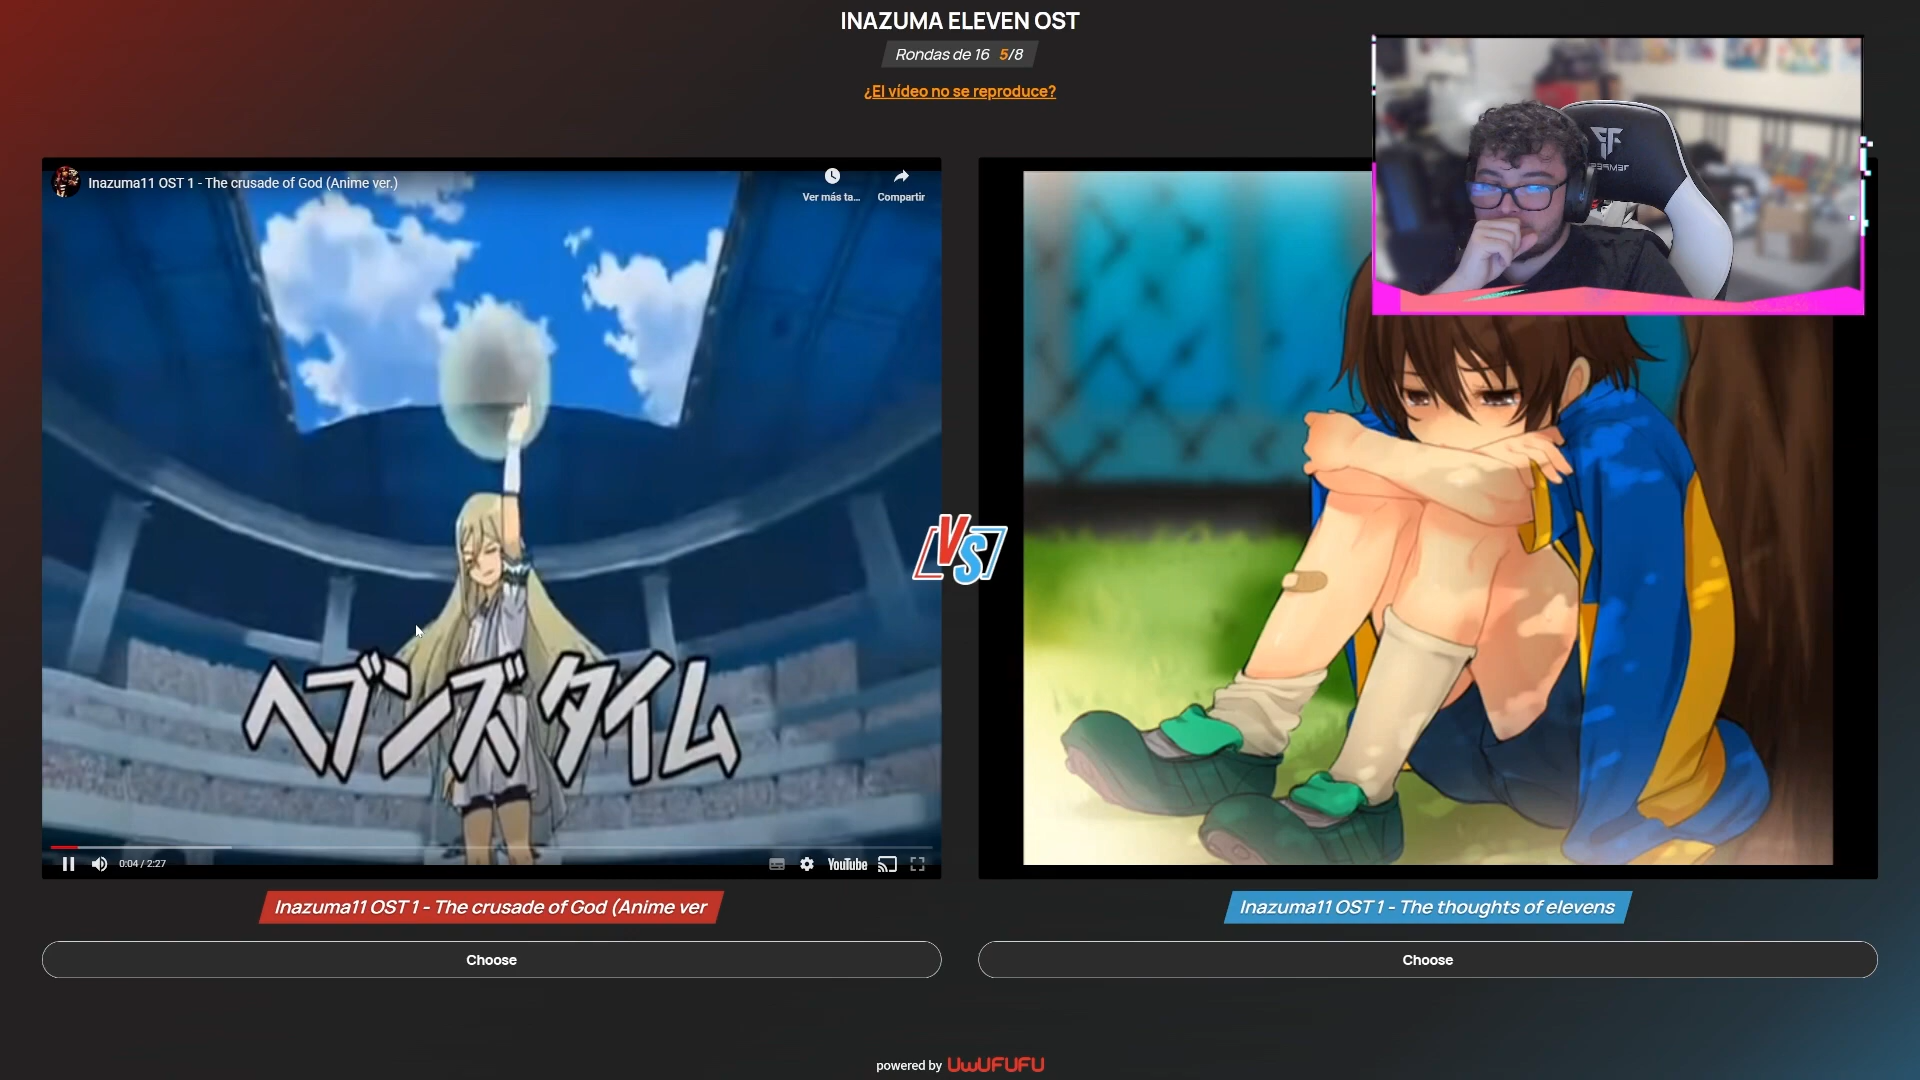 INAZUMA ELEVEN OST
Rondas de 16 5/8
¿El vídeo no se reproduce?
Inazuma11 OST 1 - The crusade of God (Anime ver.)
Ver más ta...
Compartir
ヘブンズタイム
VS
0:04 / 2:27
YouTube
Inazuma11 OST 1 - The crusade of God (Anime ver
Inazuma11 OST 1 - The thoughts of elevens
Choose
Choose
powered by UwUFUFU